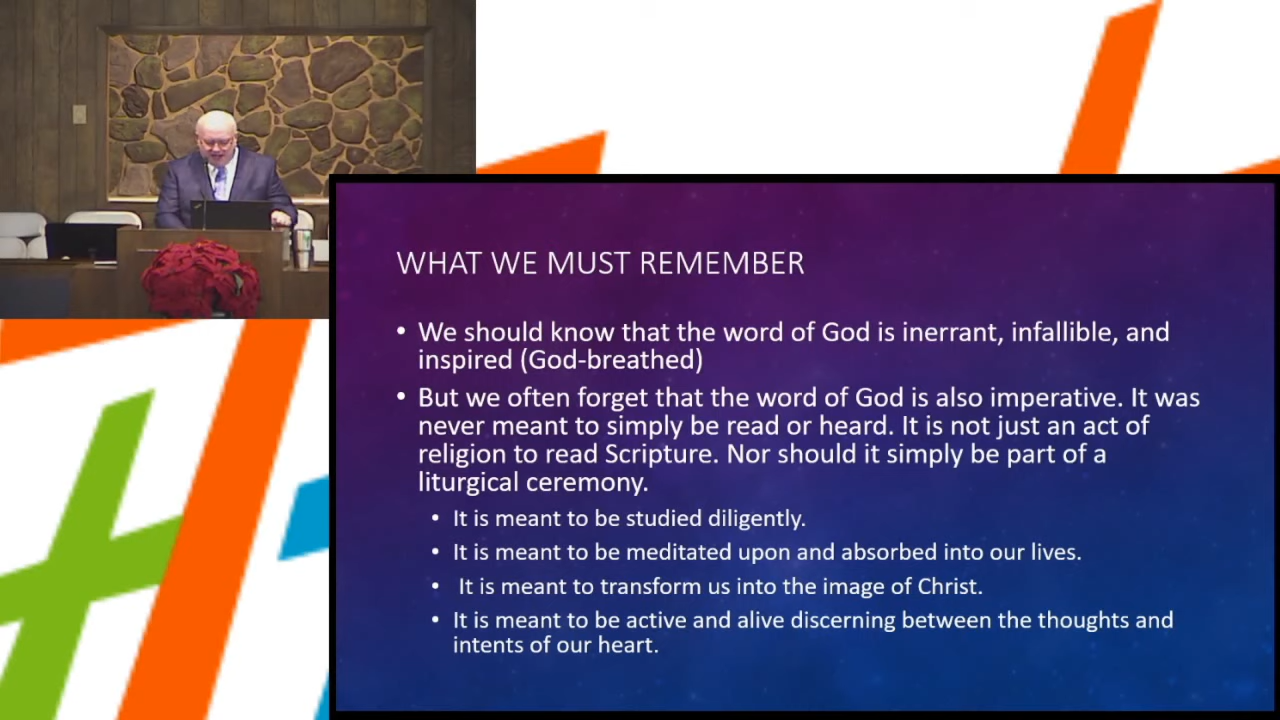 WHAT WE MUST REMEMBER
• We should know that the word of God is inerrant, infallible, and
inspired (God-breathed)
• But we often forget that the word of God is also imperative. It was
never meant to simply be read or heard. It is not just an act of
religion to read Scripture. Nor should it simply be part of a
liturgical ceremony.
• It is meant to be studied diligently.
• It is meant to be meditated upon and absorbed into our lives.
• It is meant to transform us into the image of Christ.
• It is meant to be active and alive discerning between the thoughts and
intents of our heart.